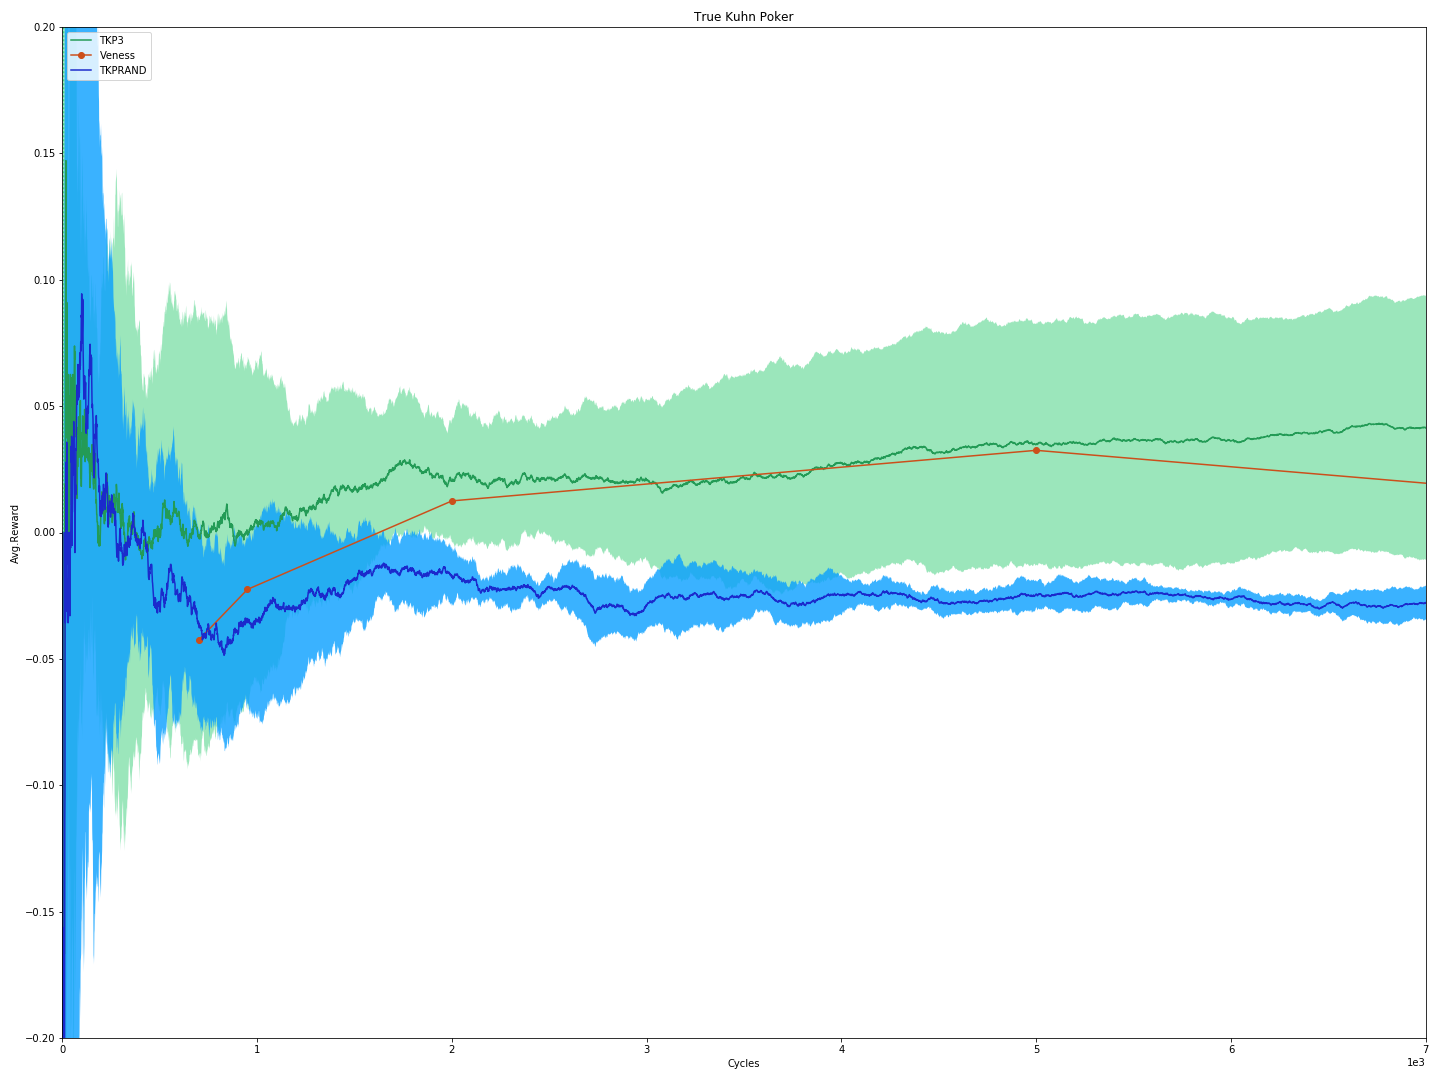 True Kuhn Poker
TKP3
Veness
TKPRAND
Avg.Reward
0.20
0.15
0.10
0.05
0.00
−0.05
−0.10
−0.15
−0.20
0 1 2 3 4 5 6 7
Cycles
1e3